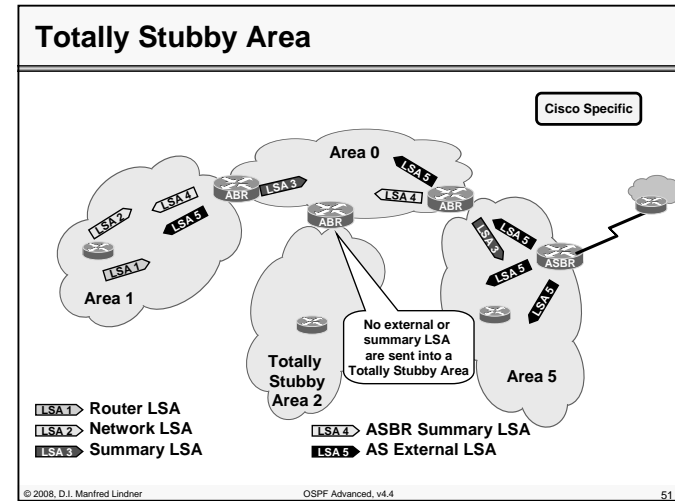 Totally Stubby Area
Cisco Specific
Area 0
LSA 5
ABR
LSA 3
LSA 4
ABR
LSA 4
LSA 2
LSA 5
ABR
LSA 5
LSA 3
LSA 5
ASBR
LSA 1
LSA 5
Area 1
No external or
summary LSA
are sent into a
Totally Stubby Area
Totally
Stubby
Area 2
Area 5
LSA 1 Router LSA
LSA 2 Network LSA
LSA 3 Summary LSA
LSA 4 ASBR Summary LSA
LSA 5 AS External LSA
© 2008, D.I. Manfred Lindner
OSPF Advanced, v4.4
51